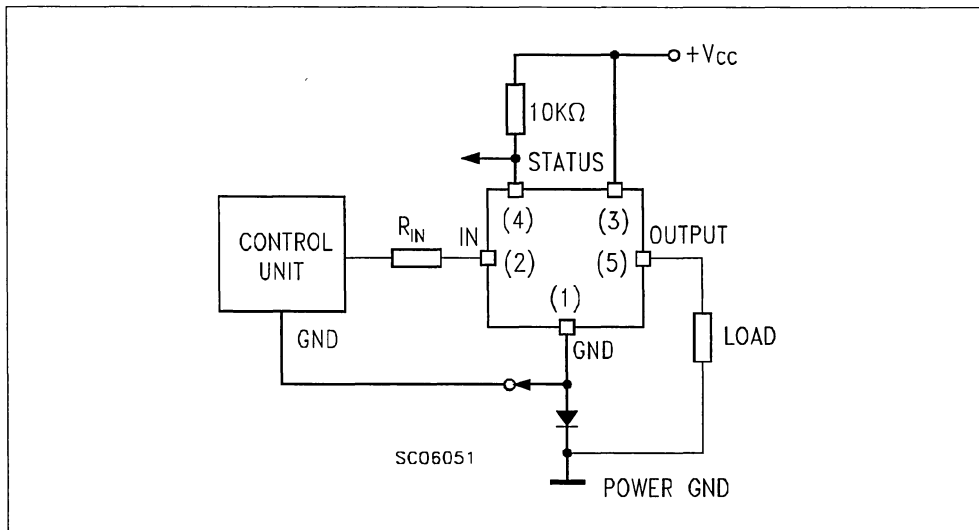 +Vcc
10KΩ
STATUS
(4)
(3)
CONTROL
UNIT
RIN
IN
(2)
OUTPUT
(5)
(1)
GND
GND
LOAD
SC06051
POWER GND